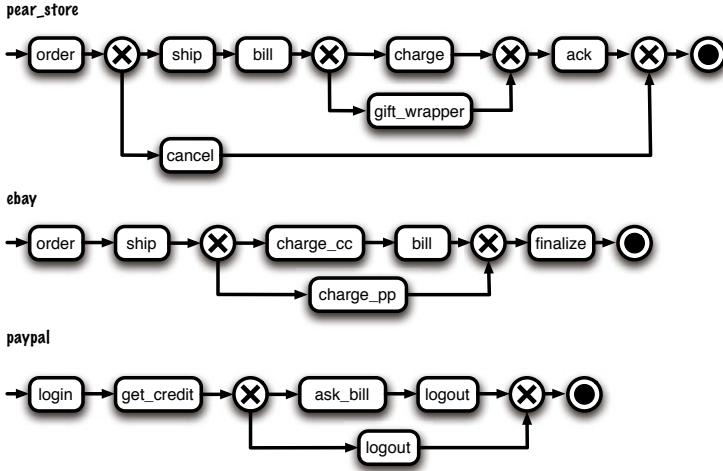 pear_store
order ship bill charge ack
gift_wrapper
cancel
ebay
order ship charge_cc bill finalize
charge_pp
paypal
login get_credit ask_bill logout
logout